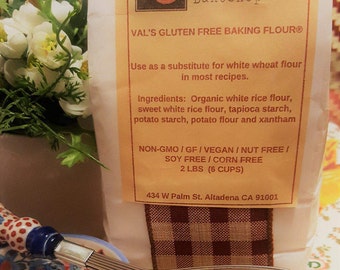 VAL'S GLUTEN FREE BAKING FLOUR®
Use as a substitute for white wheat flour
in most recipes.
Ingredients: Organic white rice flour,
sweet white rice flour, tapioca starch,
potato starch, potato flour and xantham
NON-GMO / GF / VEGAN / NUT FREE /
SOY FREE / CORN FREE
2 LBS (6 CUPS)
434 W Palm St. Altadena CA 91001